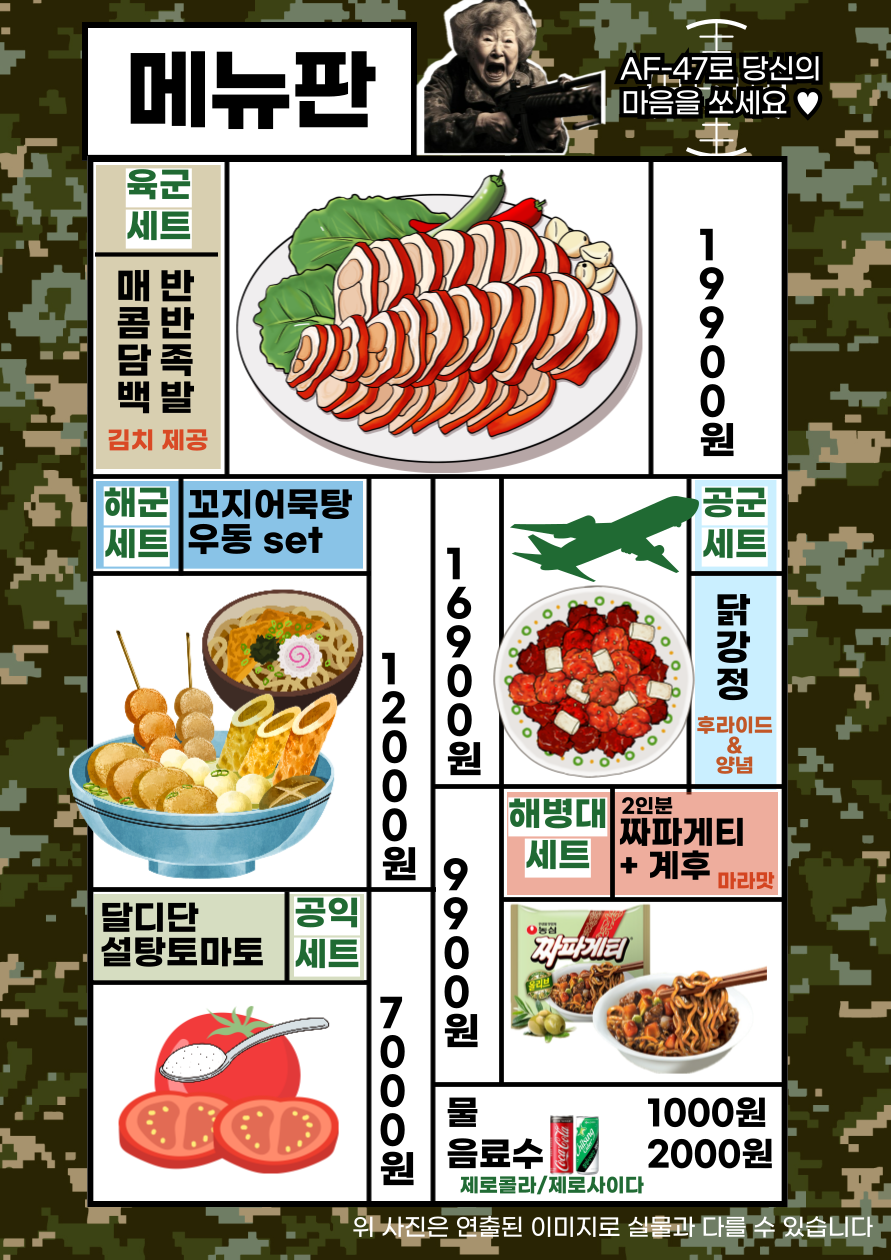 메뉴판
AF-47로 당신의
마음을 쏘세요 ♥
육군
세트
반반족발
매콤담백
김치 제공
19900원
해군
세트
꼬지어묵탕
우동 set
12000원
16900원
공군
세트
닭강정
후라이드
&
양념
해병대
세트
2인분
짜파게티
+ 계후
마라맛
9900원
농심
짜파게티
올리브
달디단
설탕토마토
공익
세트
7000원
물 1000원
음료수 2000원
Coca-Cola
제로콜라/제로사이다
위 사진은 연출된 이미지로 실물과 다를 수 있습니다